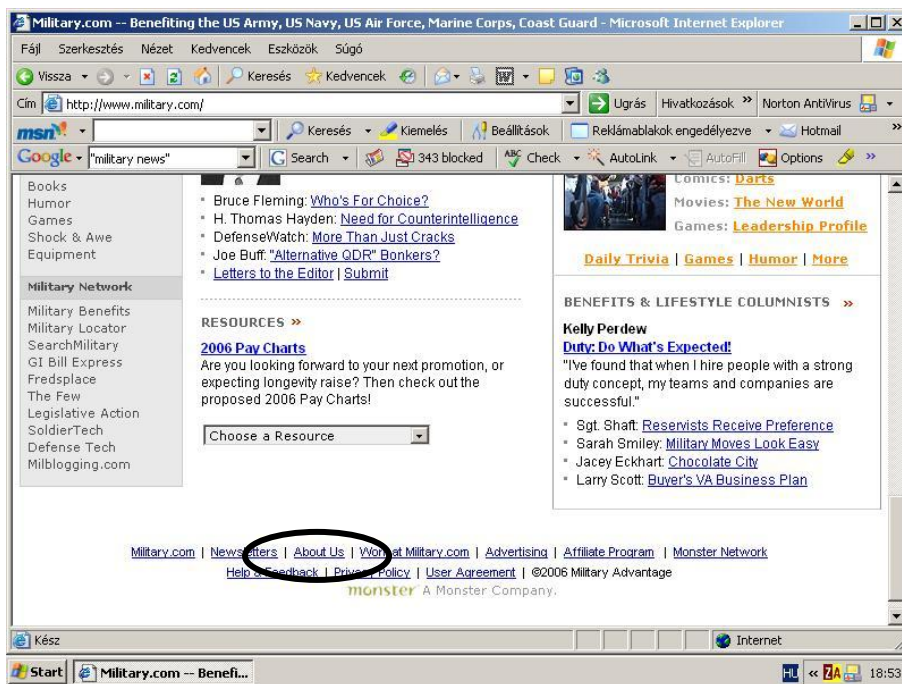 Military.com -- Benefiting the US Army, US Navy, US Air Force, Marine Corps, Coast Guard - Microsoft Internet Explorer
Fájl Szerkesztés Nézet Kedvencek Eszközök Súgó
Vissza Keresés Kedvencek
Cím http://www.military.com/ Ugrás Hivatkozások » Norton AntiVirus
msn Keresés Kiemelés Beállítások Reklámablakok engedélyezve Hotmail »
Google "military news" Search 343 blocked ABC Check AutoLink AutoFill Options »
Books
Humor
Games
Shock & Awe
Equipment
Military Network
Military Benefits
Military Locator
SearchMilitary
GI Bill Express
Fredsplace
The Few
Legislative Action
SoldierTech
Defense Tech
Milblogging.com
Bruce Fleming: Who's For Choice?
H. Thomas Hayden: Need for Counterintelligence
DefenseWatch: More Than Just Cracks
Joe Buff: "Alternative QDR" Bonkers?
Letters to the Editor | Submit
RESOURCES »
2006 Pay Charts
Are you looking forward to your next promotion, or
expecting longevity raise? Then check out the
proposed 2006 Pay Charts!
Choose a Resource
Comics: Darts
Movies: The New World
Games: Leadership Profile
Daily Trivia | Games | Humor | More
BENEFITS & LIFESTYLE COLUMNISTS »
Kelly Perdew
Duty: Do What's Expected!
"I've found that when I hire people with a strong
duty concept, my teams and companies are
successful."
Sgt. Shaft: Reservists Receive Preference
Sarah Smiley: Military Moves Look Easy
Jacey Eckhart: Chocolate City
Larry Scott: Buyer's VA Business Plan
Military.com | Newsletters | About Us | Work at Military.com | Advertising | Affiliate Program | Monster Network
Help & Feedback | Privacy Policy | User Agreement | ©2006 Military Advantage
monster A Monster Company.
Kész Internet
Start Military.com -- Benefi... HU « ZA 18:53